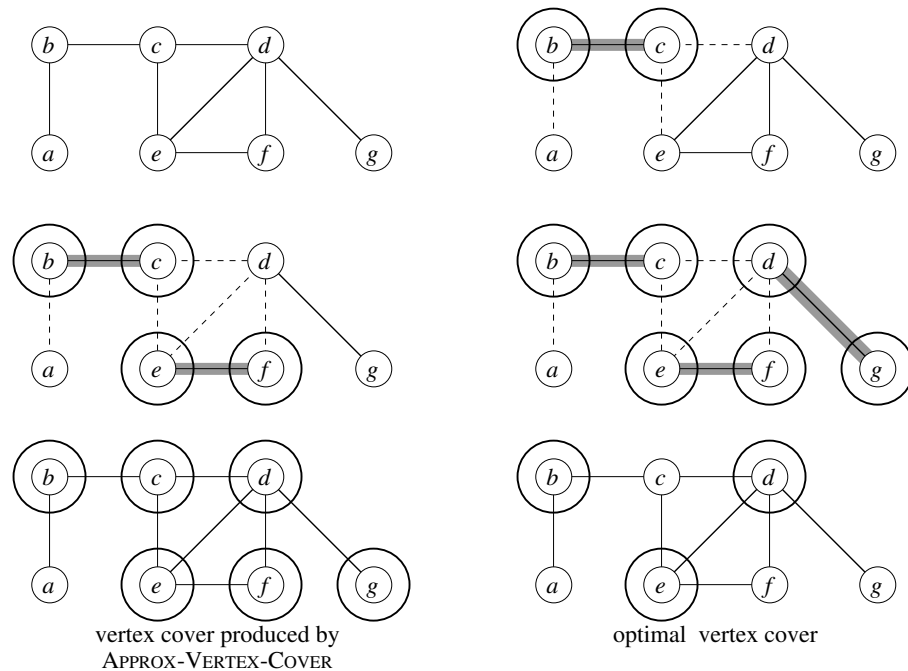 b c d
a e f g
b c d
a e f g
b c d
a e f g
b c d
a e f g
b c d
a e f g
vertex cover produced by
APPROX-VERTEX-COVER
b c d
a e f g
optimal vertex cover